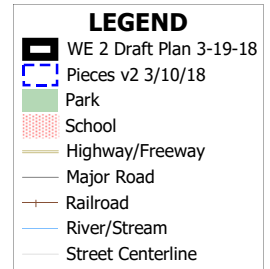 LEGEND
WE 2 Draft Plan 3-19-18
Pieces v2 3/10/18
Park
School
Highway/Freeway
Major Road
Railroad
River/Stream
Street Centerline